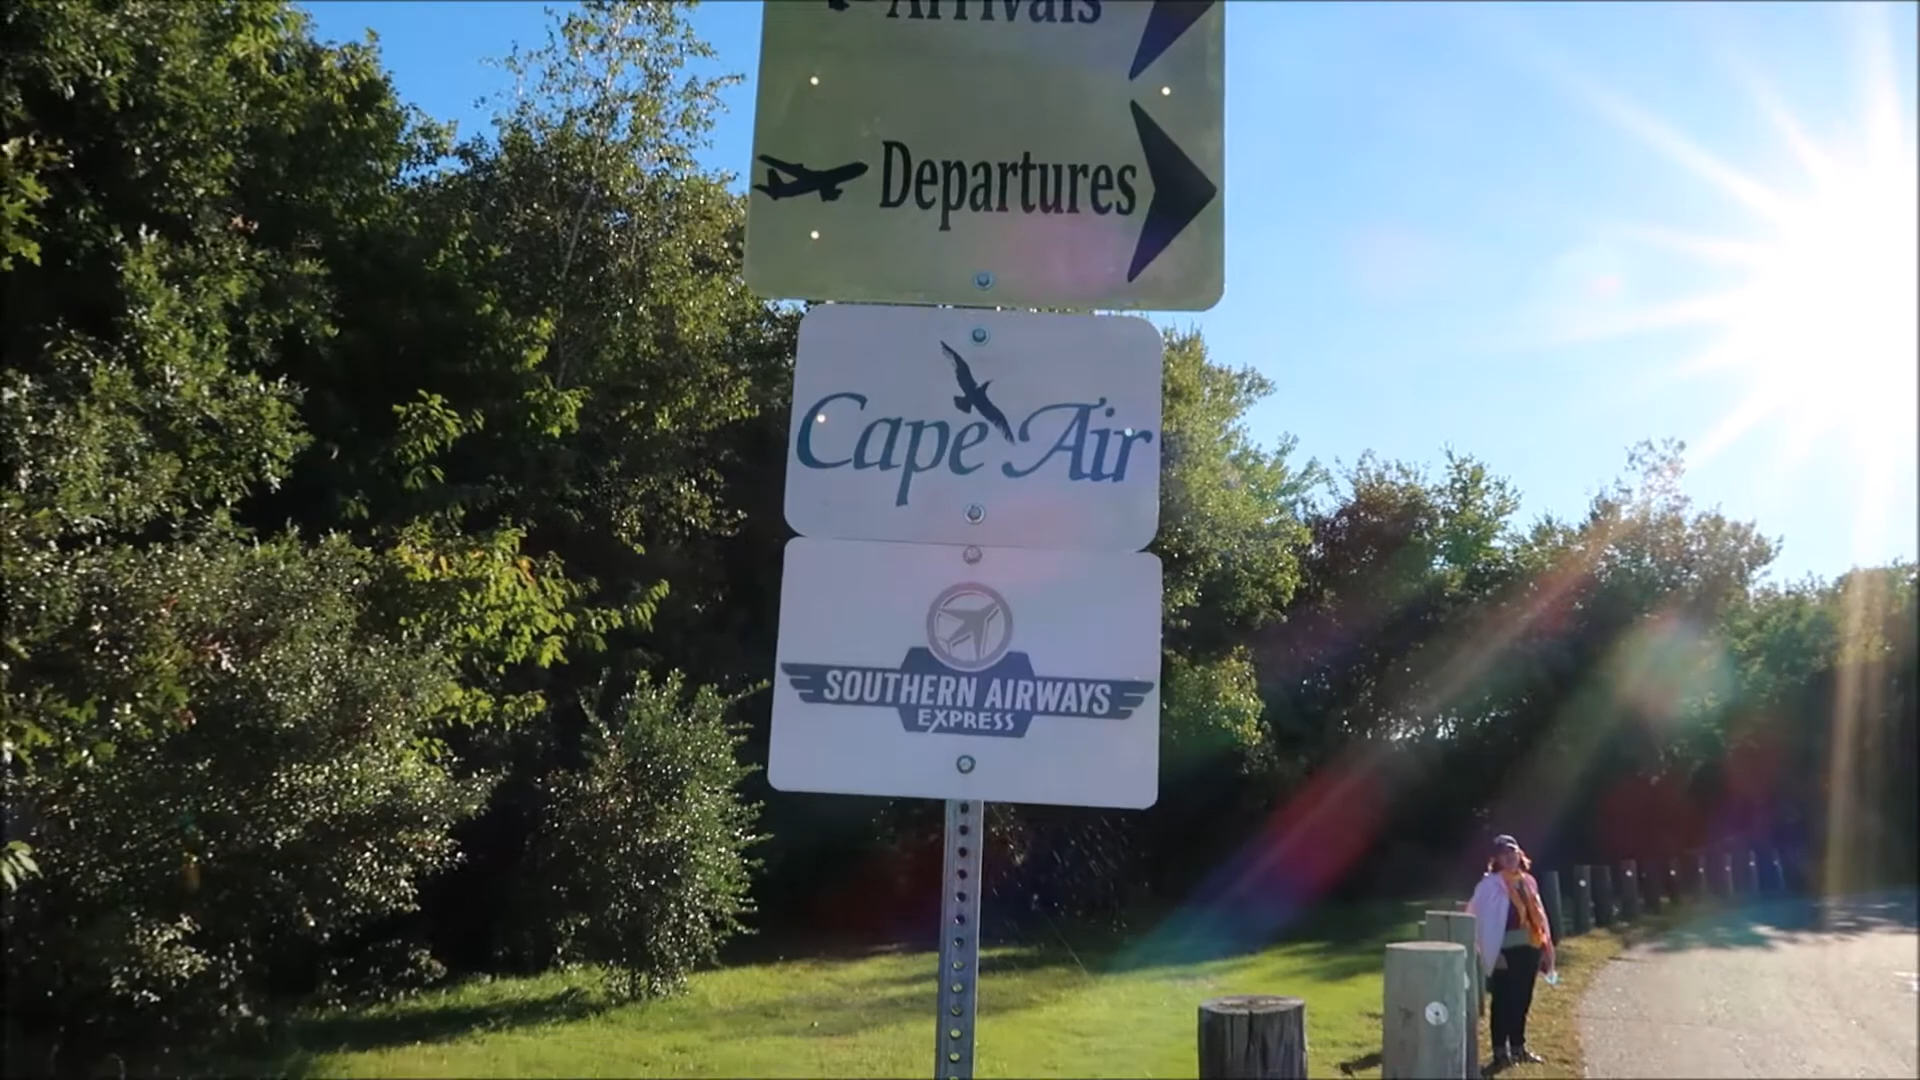 Arrivals
Departures
Cape Air
SOUTHERN AIRWAYS
EXPRESS